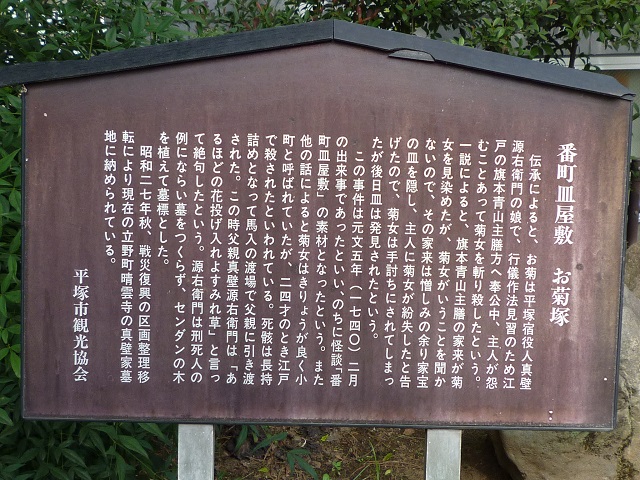 番町皿屋敷 お菊塚
伝承によると、お菊は平塚宿役人真壁
源右衛門の娘で、行儀作法見習のため江
戸の旗本青山主膳方へ奉公中、主人が怨
むことあって菊女を斬り殺したという。
一説によると、旗本青山主膳の家来が菊
女を見染めたが、菊女がいうことを聞か
ないので、その家来は憎しみの余り家宝
の皿を隠し、主人に菊女が紛失したと告
げたので、菊女は手討ちにされてしまっ
たが後日皿は発見されたという。
この事件は元文五年（一七四〇）二月
の出来事であったといい、のちに怪談「番
町皿屋敷」の素材となったという。また
他の話によると菊女はきりょうが良く小
町と呼ばれていたが、二四才のとき江戸
で殺されたといわれている。死骸は長持
詰めとなって馬入の渡場で父親に引き渡
された。この時父親真壁源右衛門は「あ
るほどの花投げ入れよすみれ草」と言っ
て絶句したという。源右衛門は刑死人の
例にならい墓をつくらず、センダンの木
を植えて墓標とした。
昭和二七年秋、戦災復興の区画整理移
転により現在の立野町晴雲寺の真壁家墓
地に納められている。
平塚市観光協会